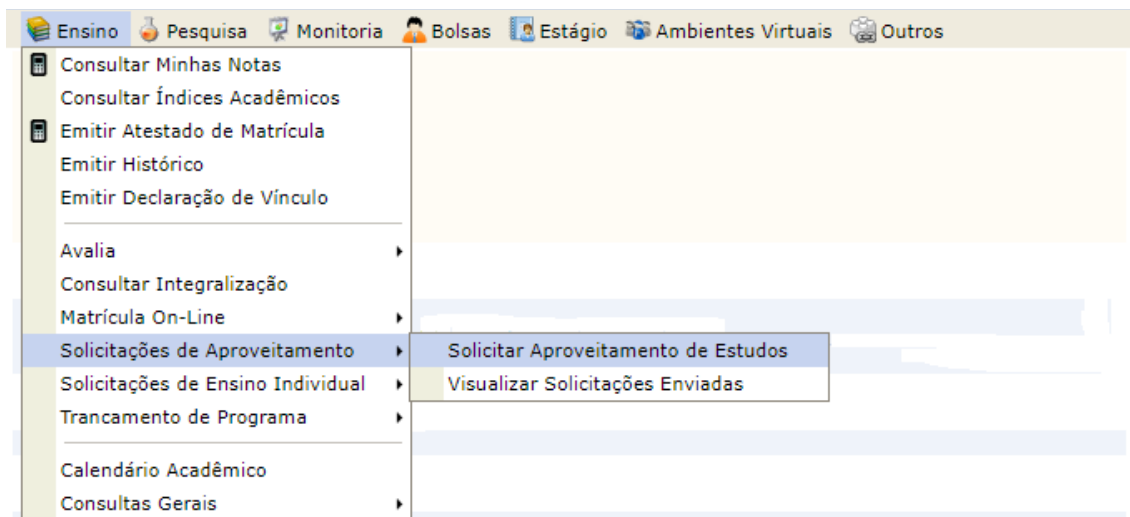 Ensino Pesquisa Monitoria Bolsas Estágio Ambientes Virtuais Outros
Consultar Minhas Notas
Consultar Índices Acadêmicos
Emitir Atestado de Matrícula
Emitir Histórico
Emitir Declaração de Vínculo
Avalia
Consultar Integralização
Matrícula On-Line
Solicitações de Aproveitamento
Solicitar Aproveitamento de Estudos
Solicitações de Ensino Individual
Visualizar Solicitações Enviadas
Trancamento de Programa
Calendário Acadêmico
Consultas Gerais